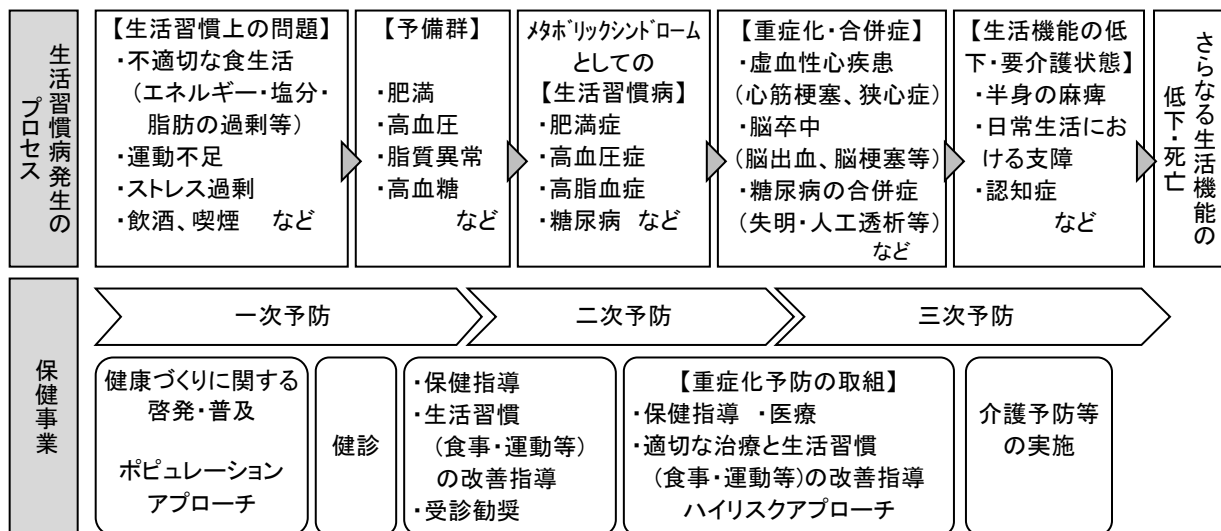 生活習慣病発生の
プロセス
【生活習慣上の問題】
・不適切な食生活
(エネルギー・塩分・
脂肪の過剰等)
・運動不足
・ストレス過剰
・飲酒、喫煙 など
【予備群】
・肥満
・高血圧
・脂質異常
・高血糖
など
ﾒﾀﾎﾞﾘｯｸｼﾝﾄﾞﾛｰﾑ
としての
【生活習慣病】
・肥満症
・高血圧症
・高脂血症
・糖尿病 など
【重症化・合併症】
・虚血性心疾患
(心筋梗塞、狭心症)
・脳卒中
(脳出血、脳梗塞等)
・糖尿病の合併症
(失明・人工透析等)
など
【生活機能の低
下・要介護状態】
・半身の麻痺
・日常生活にお
ける支障
・認知症
など
さらなる生活機能の
低下・死亡
保健事業
一次予防
二次予防
三次予防
健康づくりに関する
啓発・普及
ポピュレーション
アプローチ
健診
・保健指導
・生活習慣
(食事・運動等)
の改善指導
・受診勧奨
【重症化予防の取組】
・保健指導 ・医療
・適切な治療と生活習慣
(食事・運動等)の改善指導
ハイリスクアプローチ
介護予防等
の実施